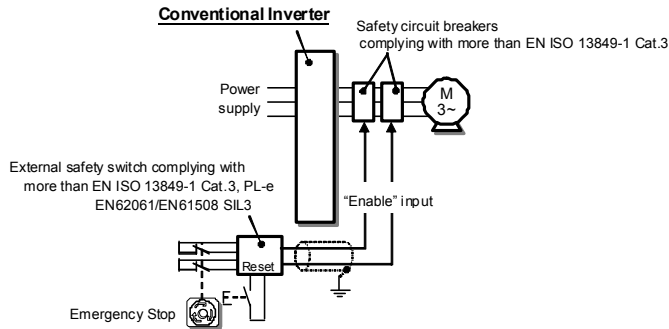 Conventional Inverter
Safety circuit breakers
complying with more than EN ISO 13849-1 Cat.3
Power
supply
M
3~
External safety switch complying with
more than EN ISO 13849-1 Cat.3, PL-e
EN62061/EN61508 SIL3
“Enable” input
Reset
Emergency Stop